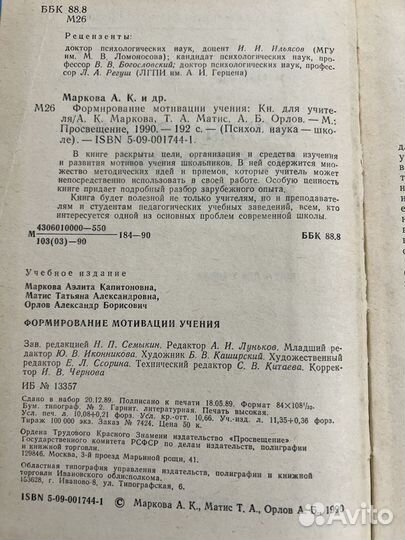 ББК 88.8
М26
Рецензенты:
доктор психологических наук, доцент И. И. Ильясов (МГУ
им. М. В. Ломоносова); кандидат психологических наук, профес-
сор В. В. Богословский; доктор психологических наук, профес-
сор Л. А. Регуш (ЛГПИ им. А. И. Герцена)
Маркова А. К. и др.
М26 Формирование мотивации учения: Кн. для учи-
теля/А. К. Маркова, Т. А. Матис, А. Б. Орлов.— М.:
Просвещение, 1990.— 192 с.— (Психол. наука — шко-
ле).— ISBN 5-09-001744-1.
В книге раскрыты цели, организация и средства изучения
и развития мотивов учения школьников. В ней содержится
множество методических идей и приемов, которые учитель может
непосредственно использовать в своей работе. Особую ценность
книге придает подробный разбор зарубежного опыта.
Книга будет полезной не только учителям, но и преподавате-
лям и студентам педагогических учебных заведений, всем, кто
интересуется одной из основных проблем современной школы.
М 4306010000—550
103(03)—90 184—90 ББК 88.8
Учебное издание
Маркова Аэлита Капитоновна,
Матис Татьяна Александровна,
Орлов Александр Борисович
ФОРМИРОВАНИЕ МОТИВАЦИИ УЧЕНИЯ
Зав. редакцией Н. П. Семыкин. Редактор А. И. Луньков. Младший ре-
дактор Ю. В. Иконникова. Художник Б. В. Каширский. Художественный
редактор Е. Л. Ссорина. Технический редактор С. В. Китаева. Корректор
И. В. Чернова
ИБ № 13357
Сдано в набор 20.12.89. Подписано к печати 18.05.89. Формат 84×108¹/₃₂.
Бум. типограф. № 2. Гарнит. литературная. Печать высокая.
Усл. печ. л. 10,08+0,21 форз. Усл. кр.-отт. 10,66. Уч.-изд. л. 11,35+0,36 форз.
Тираж 100 000 экз. Заказ № 7424. Цена 50 к.
Ордена Трудового Красного Знамени издательство «Просвещение»
Государственного комитета РСФСР по делам издательств, полиграфии
и книжной торговли.
129846, Москва, 3-й проезд Марьиной рощи, 41.
Областная типография управления издательств, полиграфии и книжной
торговли Ивановского облисполкома.
153628, г. Иваново-8, ул. Типографская, 6.
ISBN 5-09-001744-1 © Маркова А. К., Матис Т. А., Орлов А. Б., 1990
Avito